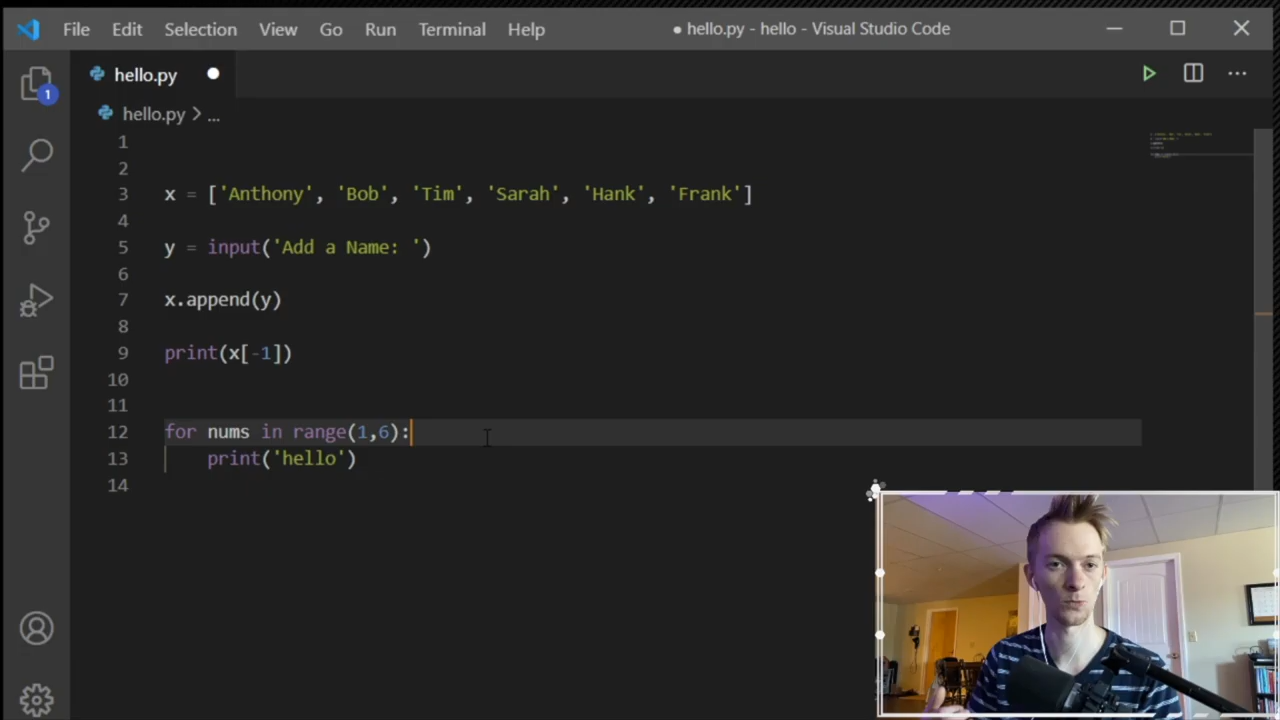 File Edit Selection View Go Run Terminal Help ● hello.py - hello - Visual Studio Code
hello.py ●
1
hello.py > ...
1
2
3 x = ['Anthony', 'Bob', 'Tim', 'Sarah', 'Hank', 'Frank']
4
5 y = input('Add a Name: ')
6
7 x.append(y)
8
9 print(x[-1])
10
11
12 for nums in range(1,6):
13 print('hello')
14